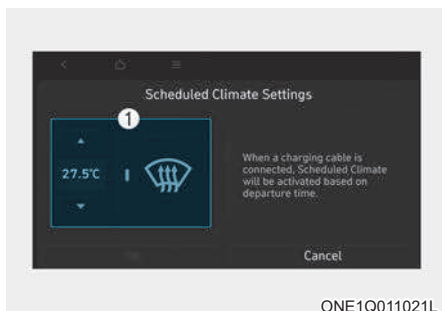 Scheduled Climate Settings
1
27.5℃
When a charging cable is
connected, Scheduled Climate
will be activated based on
departure time.
Cancel
ONE1Q011021L